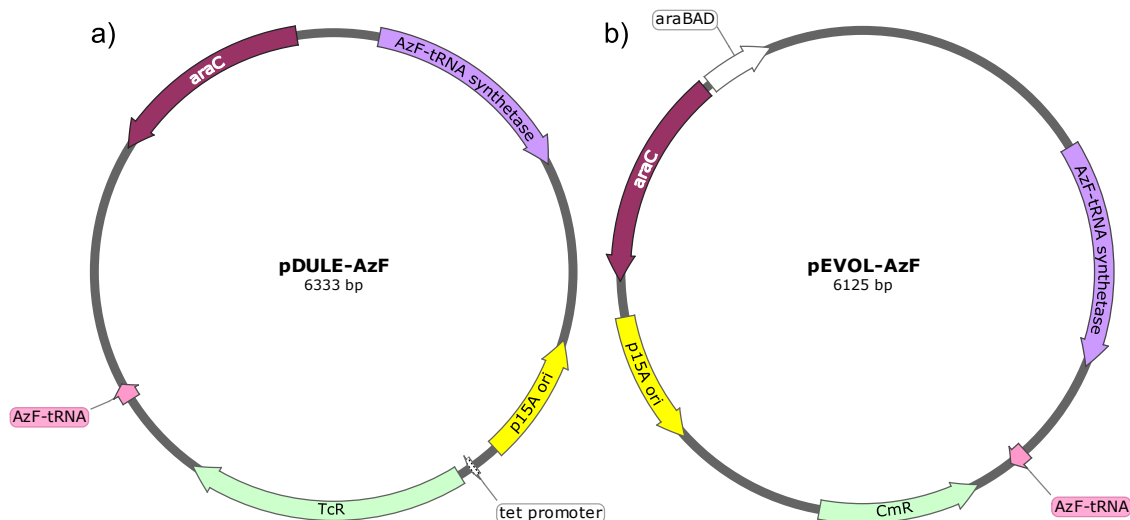 a)
araC
AzF-tRNA synthetase
pDULE-AzF
6333 bp
AzF-tRNA
p15A ori
TcR
tet promoter
b)
araBAD
araC
AzF-tRNA synthetase
pEVOL-AzF
6125 bp
p15A ori
CmR
AzF-tRNA